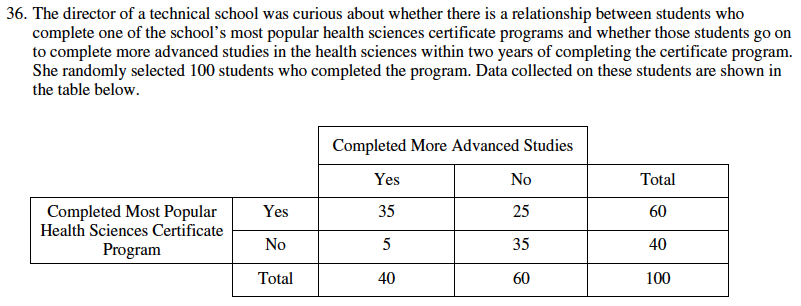 36. The director of a technical school was curious about whether there is a relationship between students who
complete one of the school's most popular health sciences certificate programs and whether those students go on
to complete more advanced studies in the health sciences within two years of completing the certificate program.
She randomly selected 100 students who completed the program. Data collected on these students are shown in
the table below.
Completed More Advanced Studies
Yes No Total
Completed Most Popular
Health Sciences Certificate
Program
Yes 35 25 60
No 5 35 40
Total 40 60 100